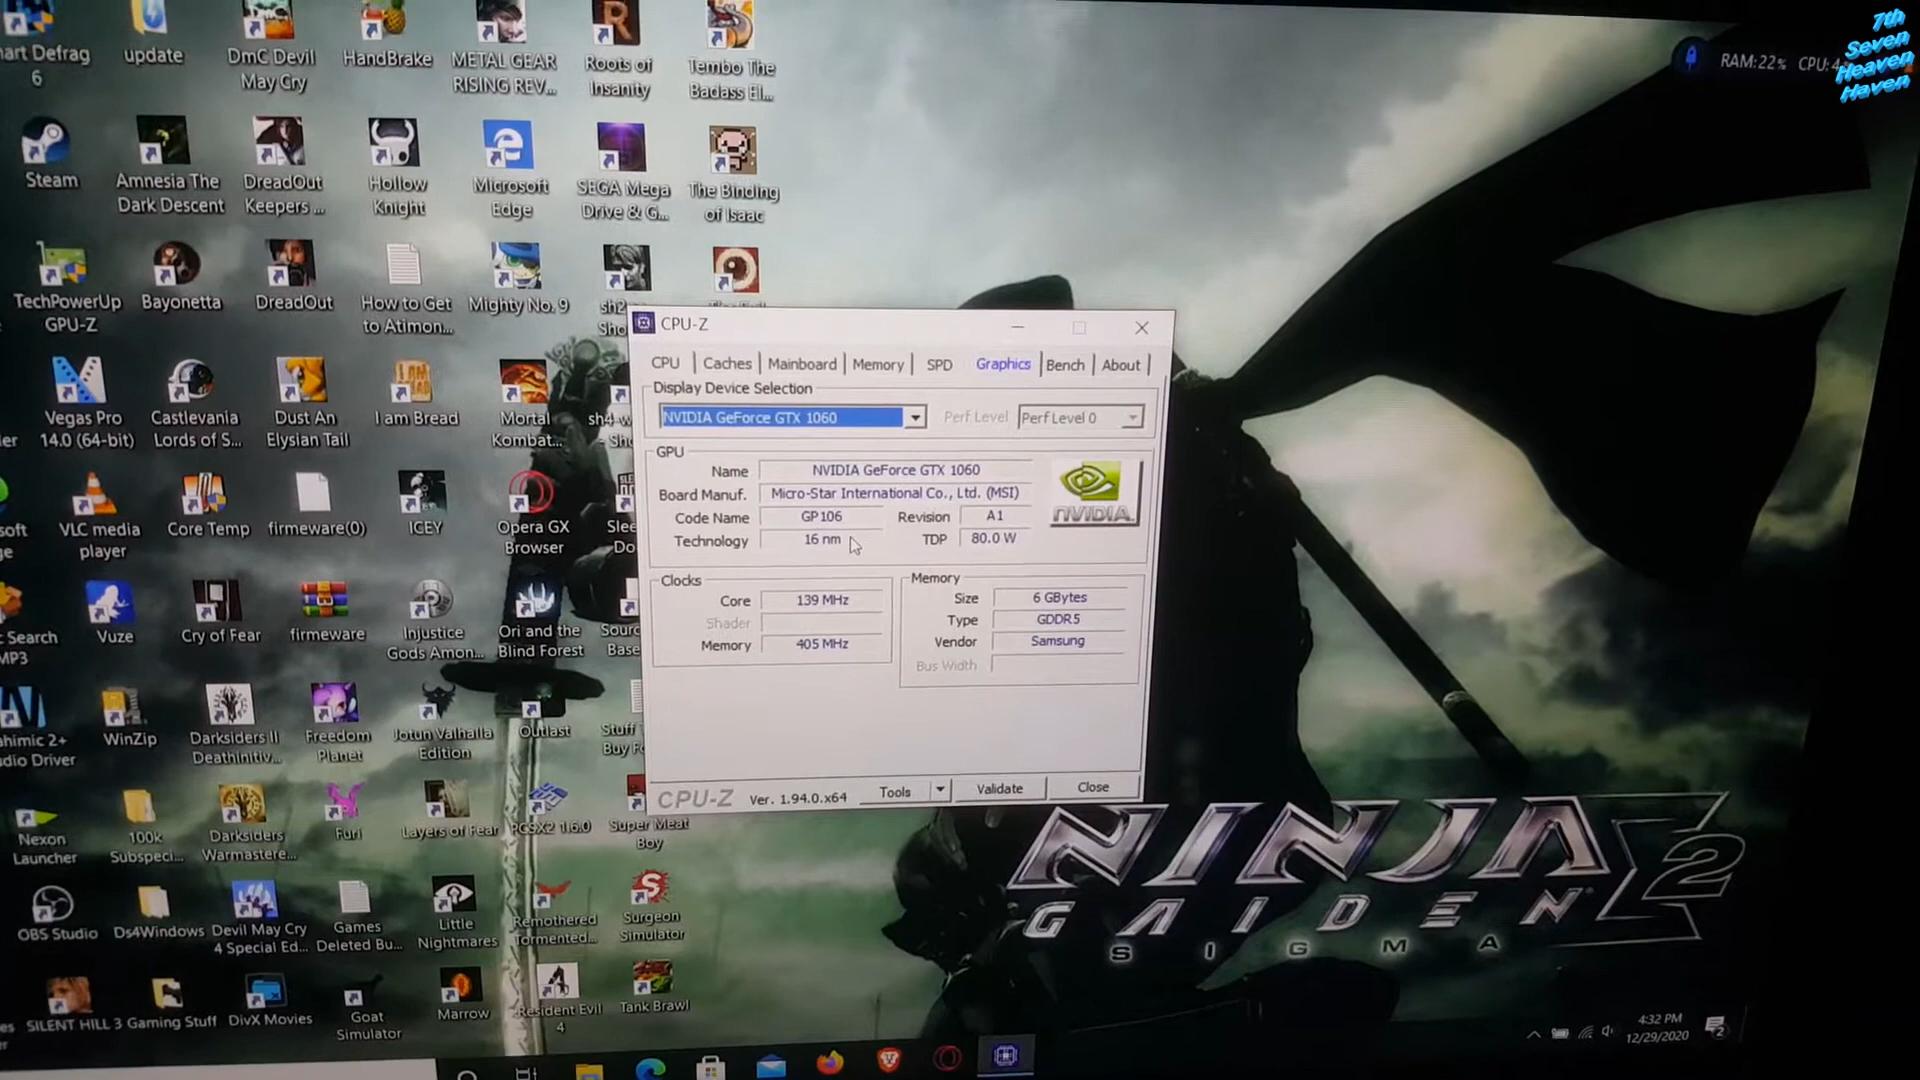 7th
Seven
Heaven
Haven
RAM:22% CPU:4
Defrag
6
update
DmC Devil
May Cry
HandBrake
METAL GEAR
RISING REV...
Roots of
Insanity
Tembo The
Badass El...
Steam
Amnesia The
Dark Descent
DreadOut
Keepers ...
Hollow
Knight
Microsoft
Edge
SEGA Mega
Drive & G...
The Binding
of Isaac
TechPowerUp
GPU-Z
Bayonetta
DreadOut
How to Get
to Atimon...
Mighty No. 9
CPU-Z
CPU
Caches
Mainboard
Memory
SPD
Graphics
Bench
About
Display Device Selection
NVIDIA GeForce GTX 1060
Perf Level
Perf Level 0
GPU
Name
NVIDIA GeForce GTX 1060
Board Manuf.
Micro-Star International Co., Ltd. (MSI)
Code Name
GP106
Revision
A1
Technology
16 nm
TDP
80.0 W
NVIDIA.
Clocks
Core
139 MHz
Shader
Memory
405 MHz
Memory
Size
6 GBytes
Type
GDDR5
Vendor
Samsung
Bus Width
CPU-Z
Ver. 1.94.0.x64
Tools
Validate
Close
Vegas Pro
14.0 (64-bit)
Castlevania
Lords of S...
Dust An
Elysian Tail
I am Bread
Mortal
Kombat...
VLC media
player
Core Temp
firmeware(0)
ICEY
Opera GX
Browser
Search
MP3
Vuze
Cry of Fear
firmeware
Injustice
Gods Amon...
Ori and the
Blind Forest
WinZip
Darksiders II
Deathinitiv...
Freedom
Planet
Jotun Valhalla
Edition
Outlast
Driver
Nexon
Launcher
100k
Subspeci...
Darksiders
Warmastere...
Furi
Layers of Fear
PCSX2 1.6.0
Super Meat
Boy
OBS Studio
Ds4Windows
Devil May Cry
4 Special Ed...
Games
Deleted Bu...
Little
Nightmares
Remothered
Tormented...
Surgeon
Simulator
SILENT HILL 3
Gaming Stuff
DivX Movies
Goat
Simulator
Marrow
Resident Evil
4
Tank Brawl
NINJA
GAIDEN Σ2
SIGMA
4:32 PM
12/29/2020
2